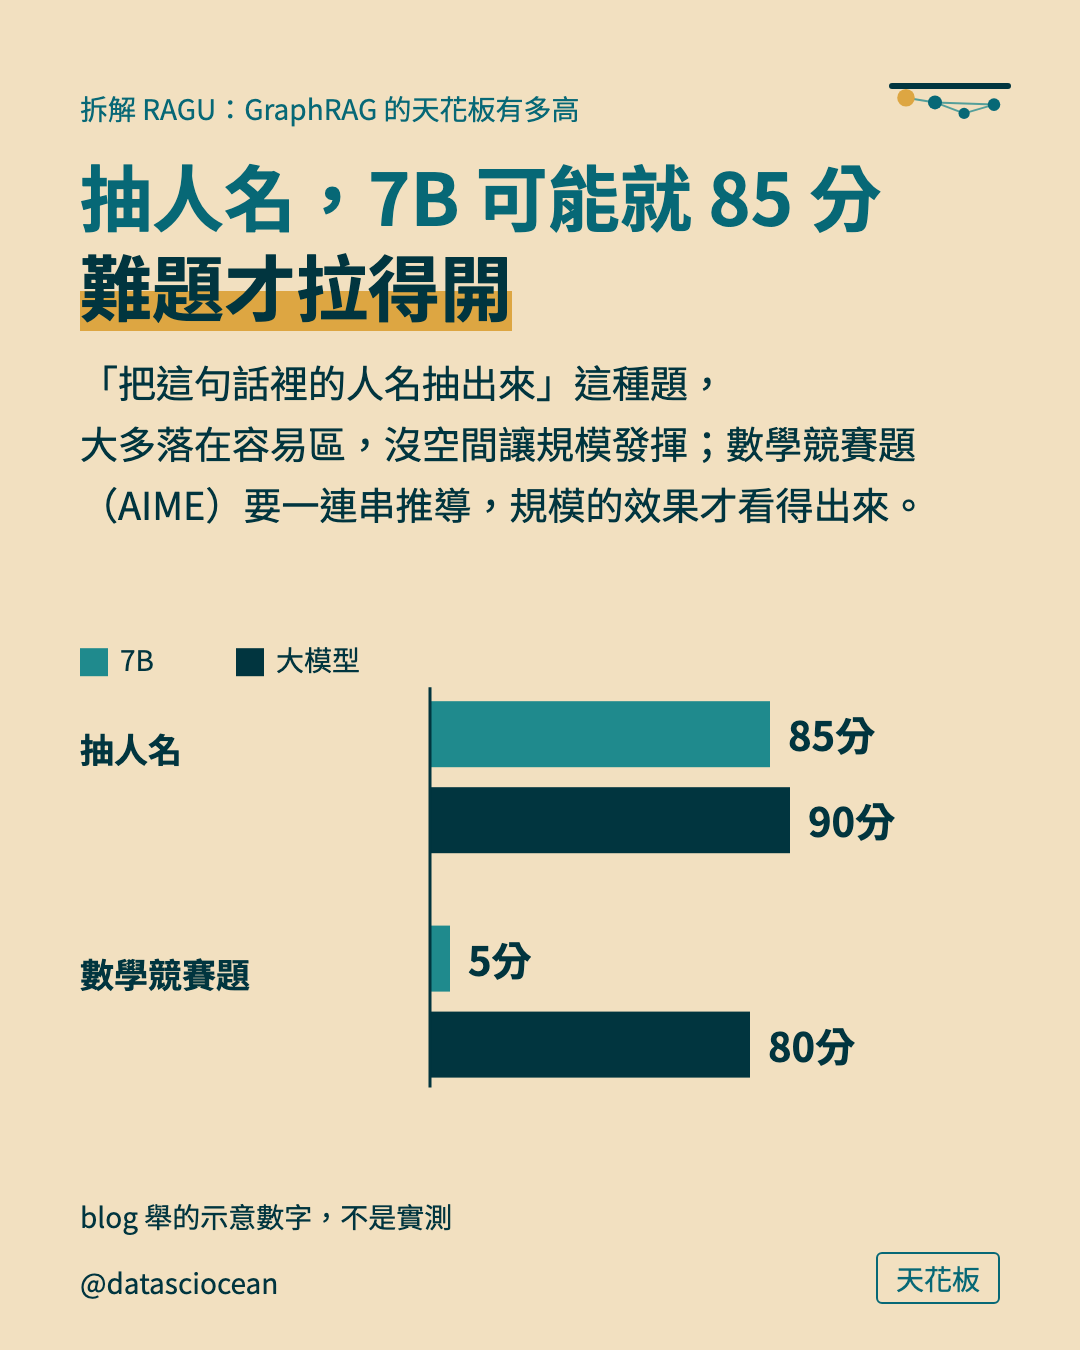 拆解 RAGU：GraphRAG 的天花板有多高
抽人名，7B 可能就 85 分
難題才拉得開
「把這句話裡的人名抽出來」這種題，
大多落在容易區，沒空間讓規模發揮；數學競賽題
（AIME）要一連串推導，規模的效果才看得出來。
7B
大模型
抽人名
85分
90分
數學競賽題
5分
80分
blog 舉的示意數字，不是實測
@datasciocean
天花板